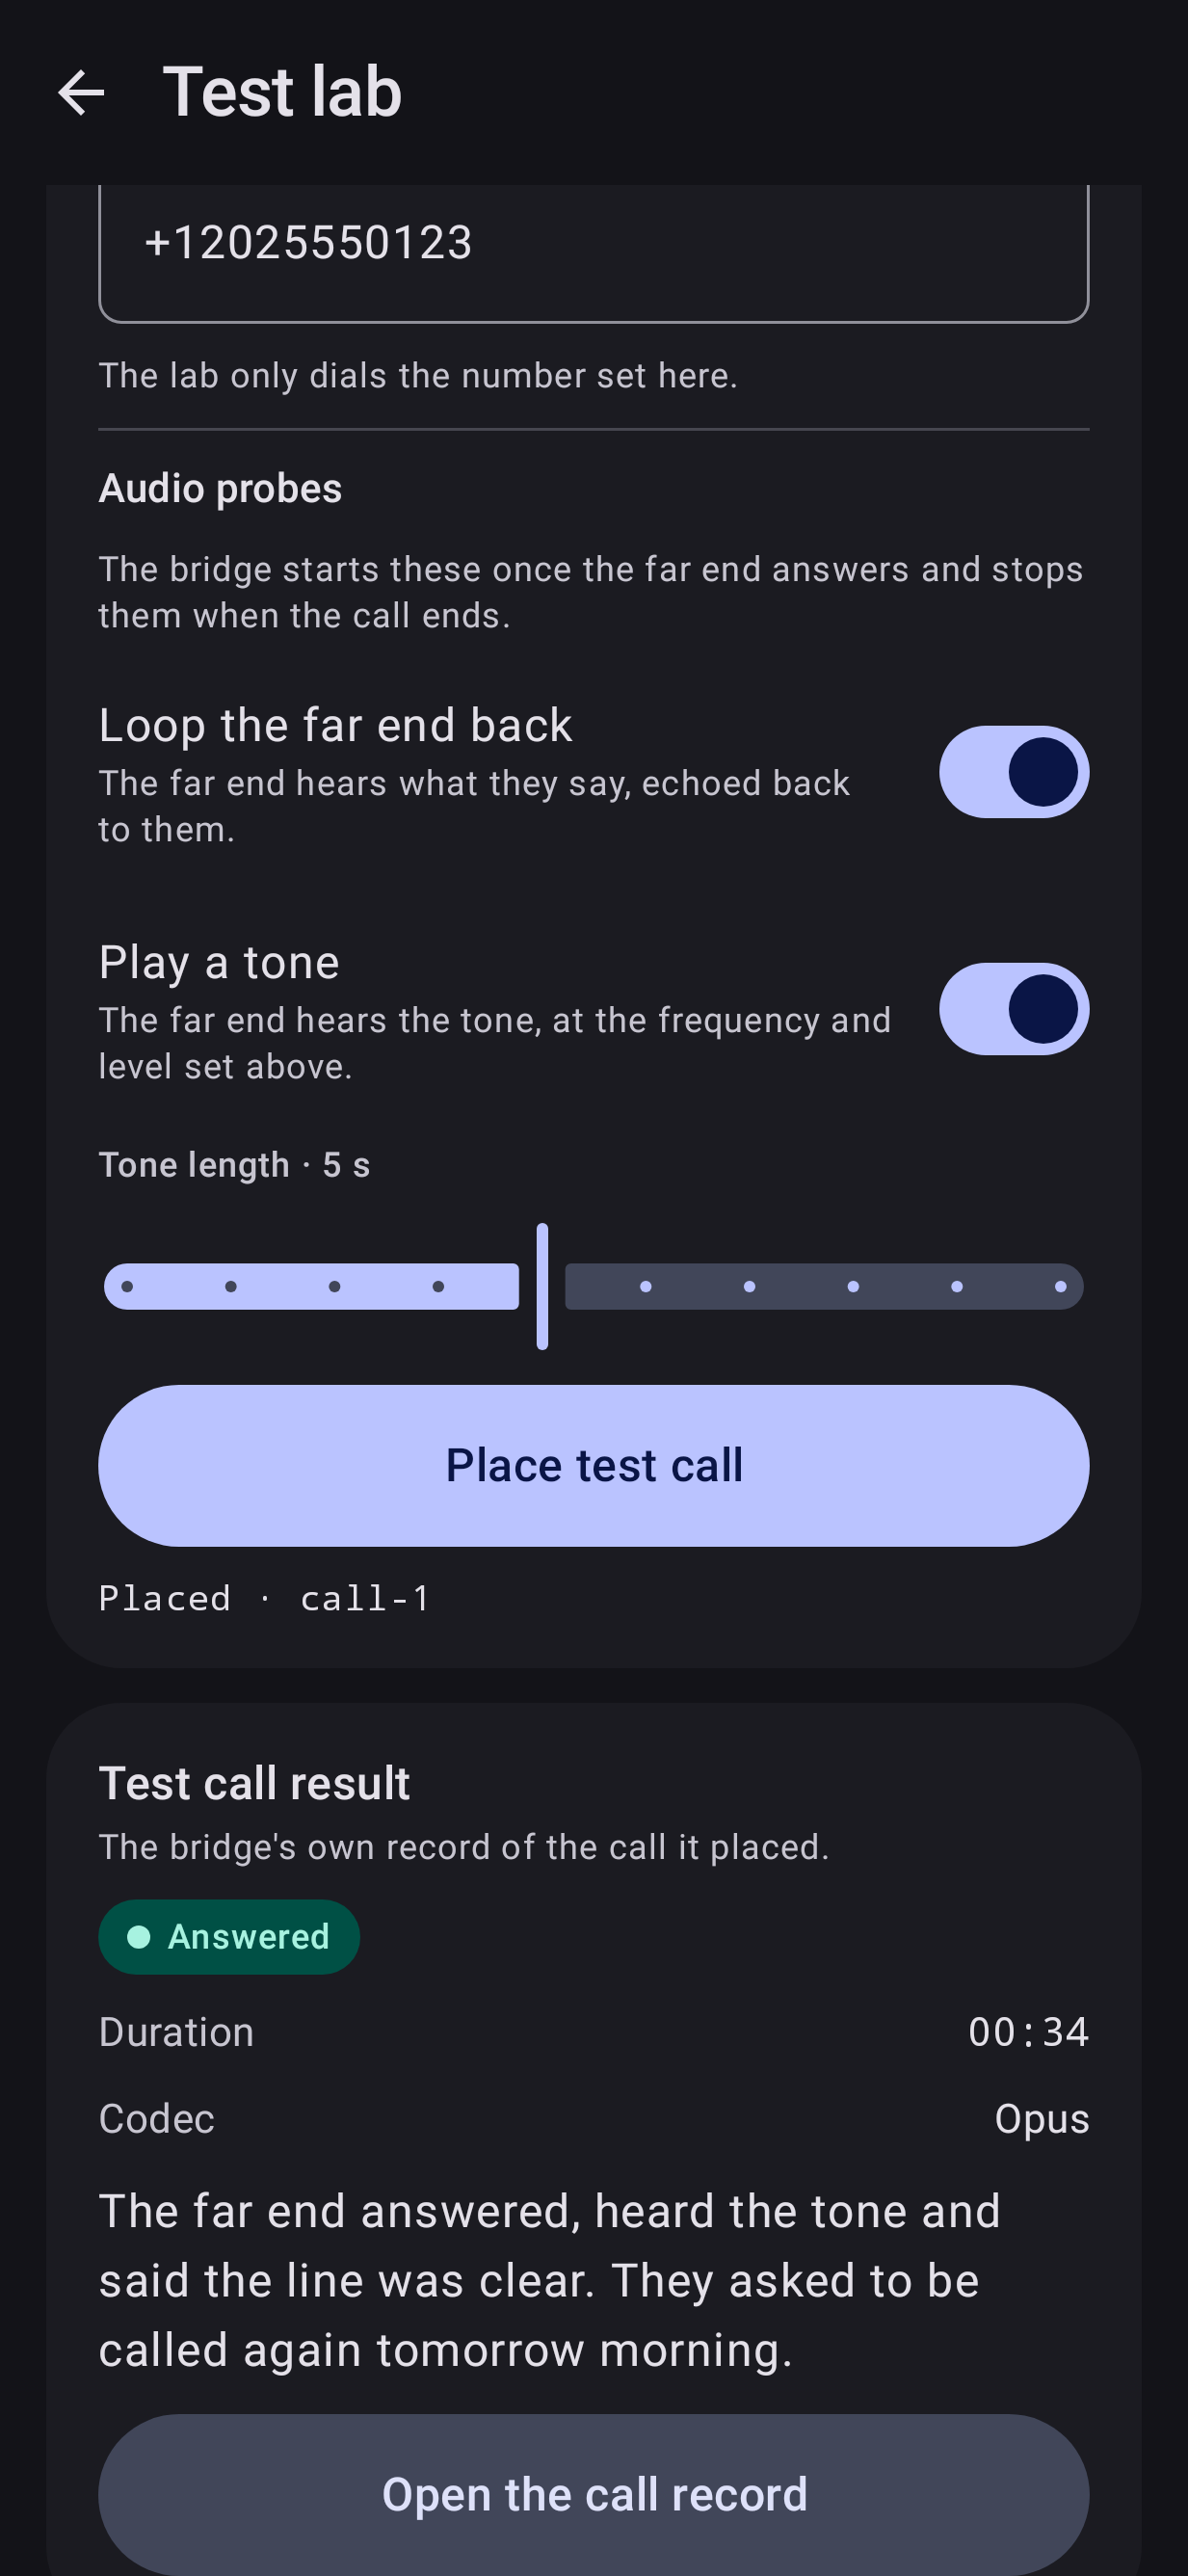 Test lab
+12025550123
The lab only dials the number set here.
Audio probes
The bridge starts these once the far end answers and stops
them when the call ends.
Loop the far end back
The far end hears what they say, echoed back
to them.
Play a tone
The far end hears the tone, at the frequency and
level set above.
Tone length · 5 s
Place test call
Placed · call-1
Test call result
The bridge's own record of the call it placed.
Answered
Duration 00:34
Codec Opus
The far end answered, heard the tone and
said the line was clear. They asked to be
called again tomorrow morning.
Open the call record